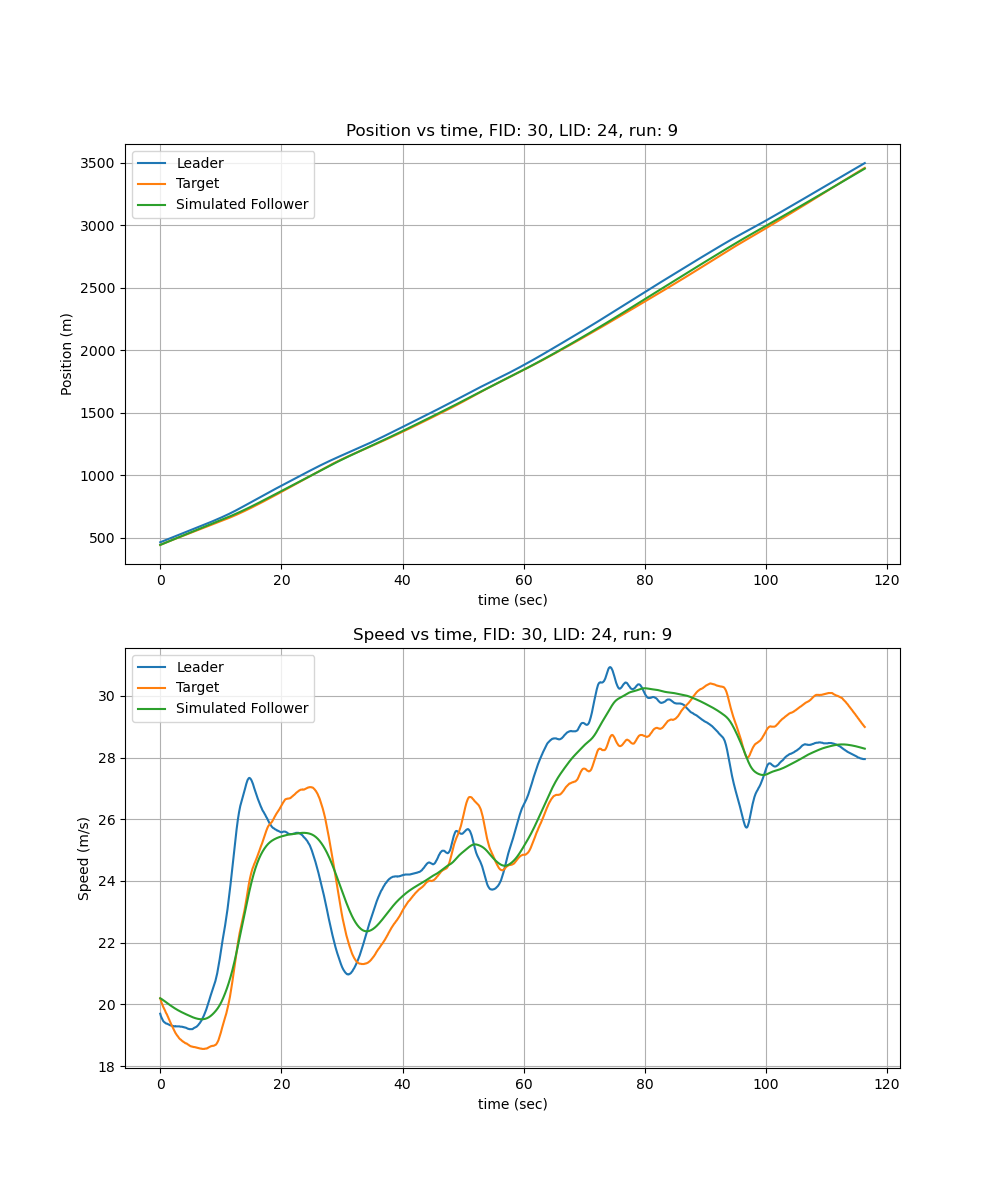 Position vs time, FID: 30, LID: 24, run: 9
Leader
Target
Simulated Follower
3500
3000
2500
2000
1500
1000
500
Position (m)
0 20 40 60 80 100 120
time (sec)
Speed vs time, FID: 30, LID: 24, run: 9
Leader
Target
Simulated Follower
30
28
26
24
22
20
18
Speed (m/s)
0 20 40 60 80 100 120
time (sec)